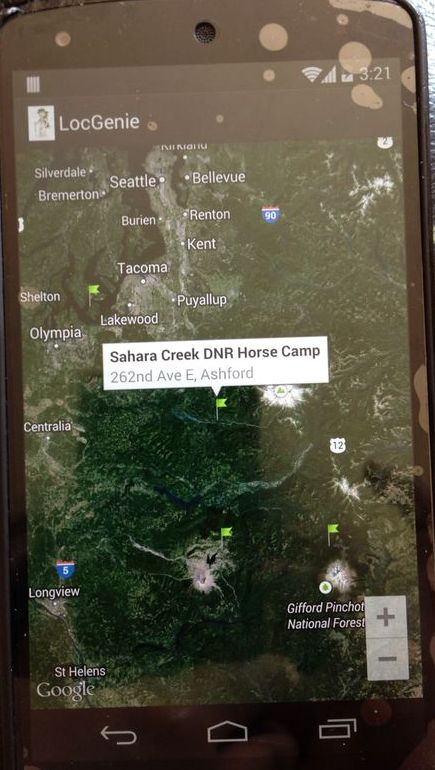 3:21
LocGenie
2
Kirkland
Silverdale
Seattle
Bellevue
Bremerton
Burien
Renton
90
Kent
Tacoma
Shelton
Puyallup
Lakewood
Olympia
Sahara Creek DNR Horse Camp
262nd Ave E, Ashford
Centralia
12
5
Longview
Gifford Pinchot
National Forest
+
−
St Helens
Google